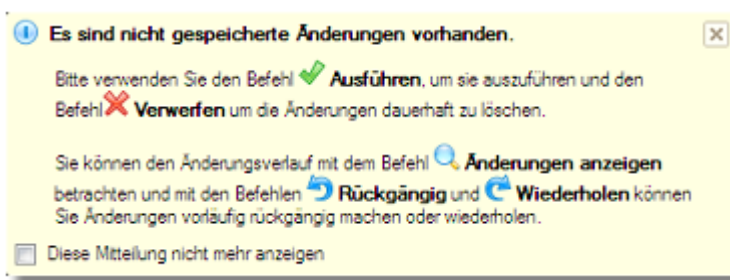 Es sind nicht gespeicherte Änderungen vorhanden.
Bitte verwenden Sie den Befehl Ausführen, um sie auszuführen und den
Befehl Verwerfen um die Änderungen dauerhaft zu löschen.
Sie können den Änderungsverlauf mit dem Befehl Änderungen anzeigen
betrachten und mit den Befehlen Rückgängig und Wiederholen können
Sie Änderungen vorläufig rückgängig machen oder wiederholen.
Diese Mitteilung nicht mehr anzeigen